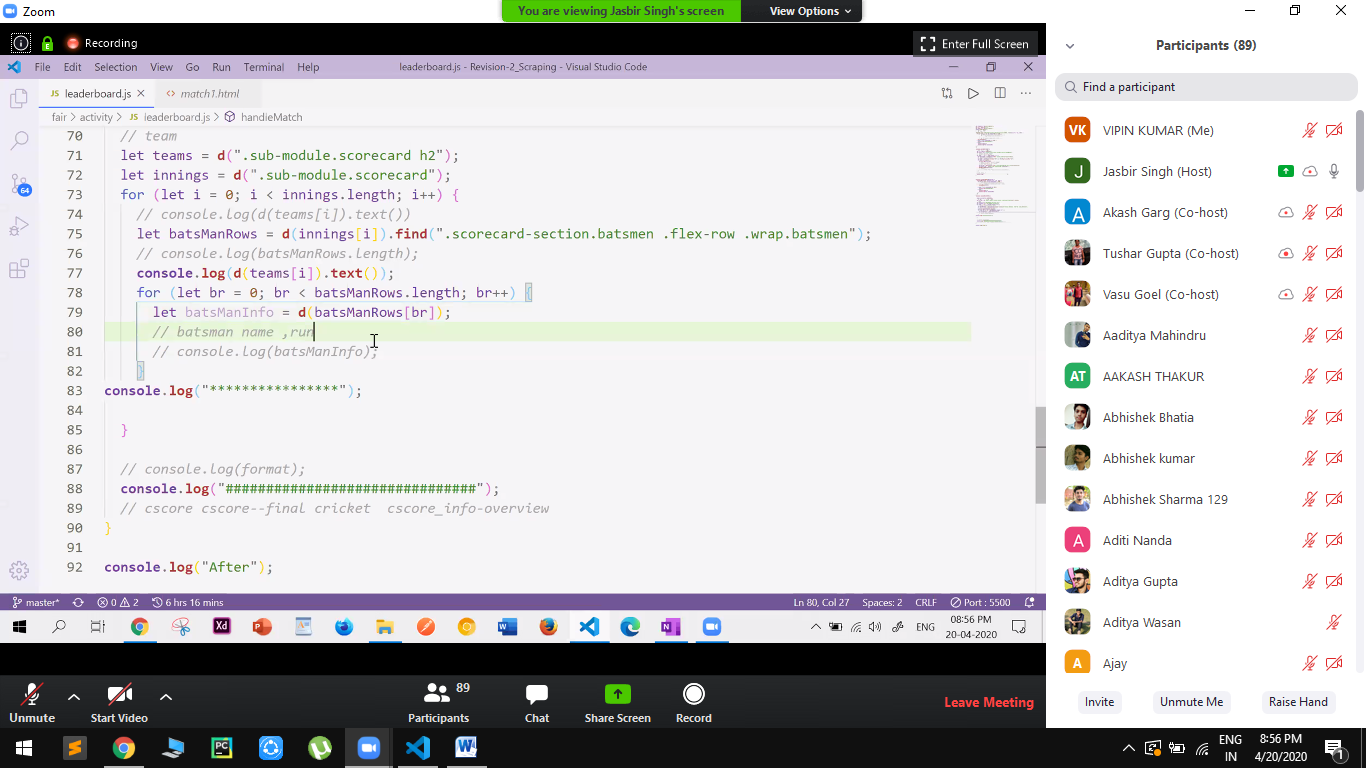 Zoom
You are viewing Jasbir Singh's screen
View Options
Recording
Enter Full Screen
File Edit Selection View Go Run Terminal Help
leaderboard.js - Revision-2_Scraping - Visual Studio Code
JS leaderboard.js
<> match1.html
fair > activity > JS leaderboard.js > handleMatch
70 // team
71 let teams = d(".sub-module.scorecard h2");
72 let innings = d(".sub-module.scorecard");
73 for (let i = 0; i < innings.length; i++) {
74 // console.log(d(teams[i]).text())
75 let batsManRows = d(innings[i]).find(".scorecard-section.batsmen .flex-row .wrap.batsmen");
76 // console.log(batsManRows.length);
77 console.log(d(teams[i]).text());
78 for (let br = 0; br < batsManRows.length; br++) {
79 let batsManInfo = d(batsManRows[br]);
80 // batsman name ,run
81 // console.log(batsManInfo);
82 }
83 console.log("****************");
84
85 }
86
87 // console.log(format);
88 console.log("###############################");
89 // cscore cscore--final cricket  cscore_info-overview
90 }
91
92 console.log("After");
64
master* 0 2 6 hrs 16 mins
Ln 80, Col 27 Spaces: 2 CRLF Port : 5500
ENG
08:56 PM
20-04-2020
Participants (89)
Find a participant
VK VIPIN KUMAR (Me)
J Jasbir Singh (Host)
A Akash Garg (Co-host)
Tushar Gupta (Co-host)
Vasu Goel (Co-host)
Aaditya Mahindru
AT AAKASH THAKUR
Abhishek Bhatia
Abhishek kumar
Abhishek Sharma 129
A Aditi Nanda
Aditya Gupta
Aditya Wasan
A Ajay
Invite
Unmute Me
Raise Hand
Unmute
Start Video
Participants 89
Chat
Share Screen
Record
Leave Meeting
ENG
IN
8:56 PM
4/20/2020
1